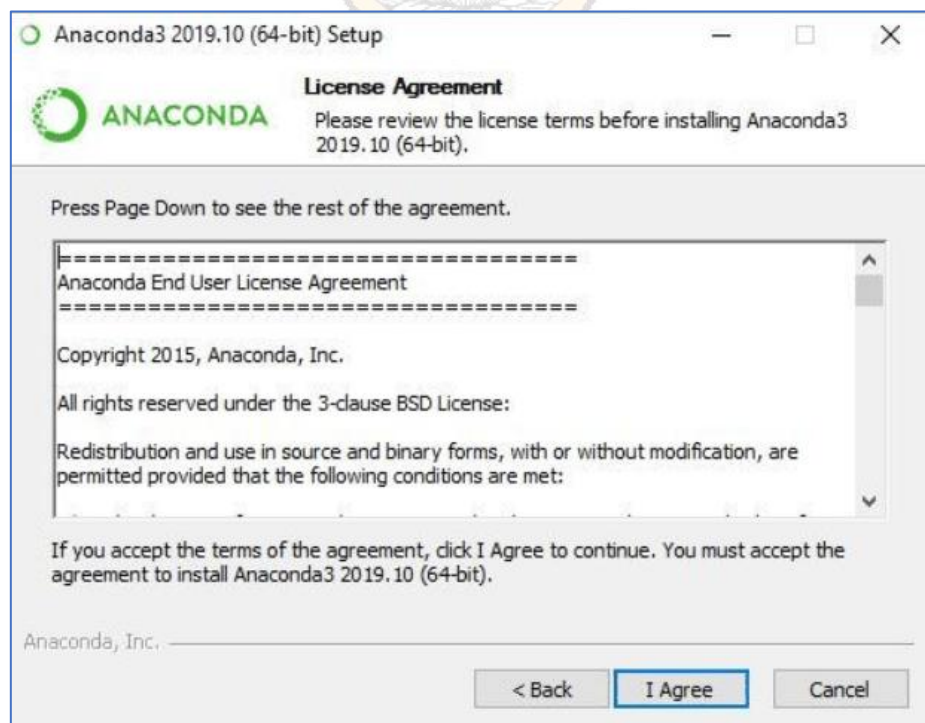 Anaconda3 2019.10 (64-bit) Setup
ANACONDA
License Agreement
Please review the license terms before installing Anaconda3
2019.10 (64-bit).
Press Page Down to see the rest of the agreement.
===================================
Anaconda End User License Agreement
===================================
Copyright 2015, Anaconda, Inc.
All rights reserved under the 3-clause BSD License:
Redistribution and use in source and binary forms, with or without modification, are
permitted provided that the following conditions are met:
If you accept the terms of the agreement, click I Agree to continue. You must accept the
agreement to install Anaconda3 2019.10 (64-bit).
Anaconda, Inc.
< Back
I Agree
Cancel